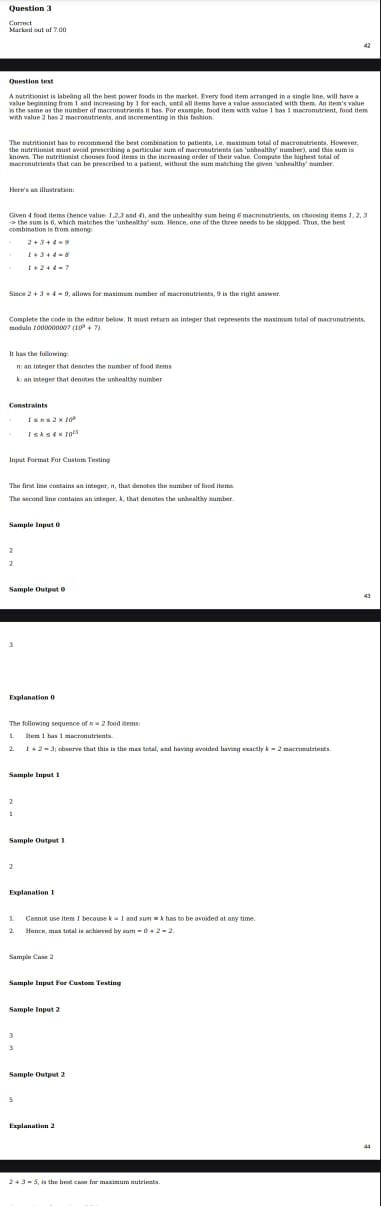 Question 3
Correct
Marked out of 7.00
42
Question text
A nutritionist is labeling all the best power foods in the market. Every food item arranged in a single line, will have a
value beginning from 1 and increasing by 1 for each, until all items have a value associated with them. An item's value
is the same as the number of macronutrients it has. For example, food item with value 1 has 1 macronutrient, food item
with value 2 has 2 macronutrients, and incrementing in this fashion.
The nutritionist has to recommend the best combination to patients, i.e. maximum total of macronutrients. However,
the nutritionist must avoid prescribing a particular sum of macronutrients (an 'unhealthy' number), and this sum is
known. The nutritionist chooses food items in the increasing order of their value. Compute the highest total of
macronutrients that can be prescribed to a patient, without the sum matching the given 'unhealthy' number.
Here's an illustration:
Given 4 food items (hence value: 1,2,3 and 4), and the unhealthy sum being 6 macronutrients, on choosing items 1, 2, 3
-> the sum is 6, which matches the 'unhealthy' sum. Hence, one of the three needs to be skipped. Thus, the best
combination is from among:
· 2 + 3 + 4 = 9
· 1 + 3 + 4 = 8
· 1 + 2 + 4 = 7
Since 2 + 3 + 4 = 9, allows for maximum number of macronutrients, 9 is the right answer.
Complete the code in the editor below. It must return an integer that represents the maximum total of macronutrients,
modulo 1000000007 (10⁹ + 7).
It has the following:
n: an integer that denotes the number of food items
k: an integer that denotes the unhealthy number
Constraints
· 1 ≤ n ≤ 2 × 10⁹
· 1 ≤ k ≤ 4 × 10¹⁵
Input Format For Custom Testing
The first line contains an integer, n, that denotes the number of food items.
The second line contains an integer, k, that denotes the unhealthy number.
Sample Input 0
2
2
Sample Output 0
43
3
Explanation 0
The following sequence of n = 2 food items:
1. Item 1 has 1 macronutrients.
2. 1 + 2 = 3; observe that this is the max total, and having avoided having exactly k = 2 macronutrients.
Sample Input 1
2
1
Sample Output 1
2
Explanation 1
1. Cannot use item 1 because k = 1 and sum ≡ k has to be avoided at any time.
2. Hence, max total is achieved by sum = 0 + 2 = 2.
Sample Case 2
Sample Input For Custom Testing
Sample Input 2
3
3
Sample Output 2
5
Explanation 2
44
2 + 3 = 5, is the best case for maximum nutrients.